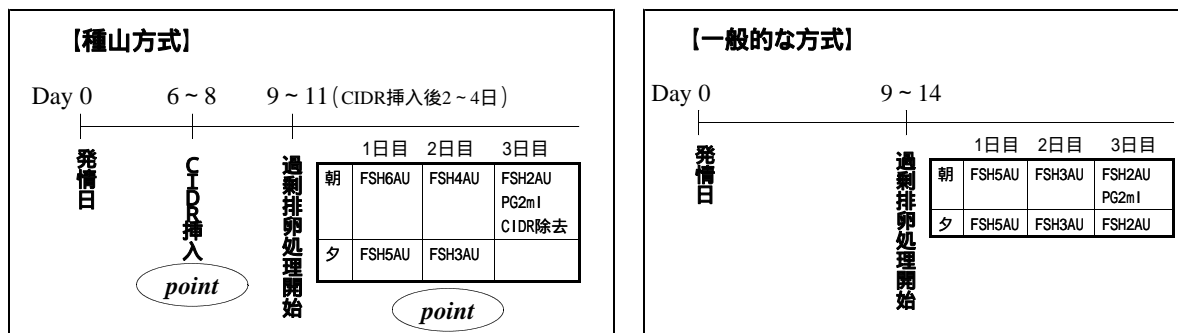 【種山方式】
Day 0 6～8 9～11（CIDR挿入後2～4日）
発情日
CIDR挿入
point
過剰排卵処理開始
1日目 2日目 3日目
朝 FSH6AU FSH4AU FSH2AU
PG2ml
CIDR除去
夕 FSH5AU FSH3AU
point
【一般的な方式】
Day 0 9～14
発情日
過剰排卵処理開始
1日目 2日目 3日目
朝 FSH5AU FSH3AU FSH2AU
PG2ml
夕 FSH5AU FSH3AU FSH2AU